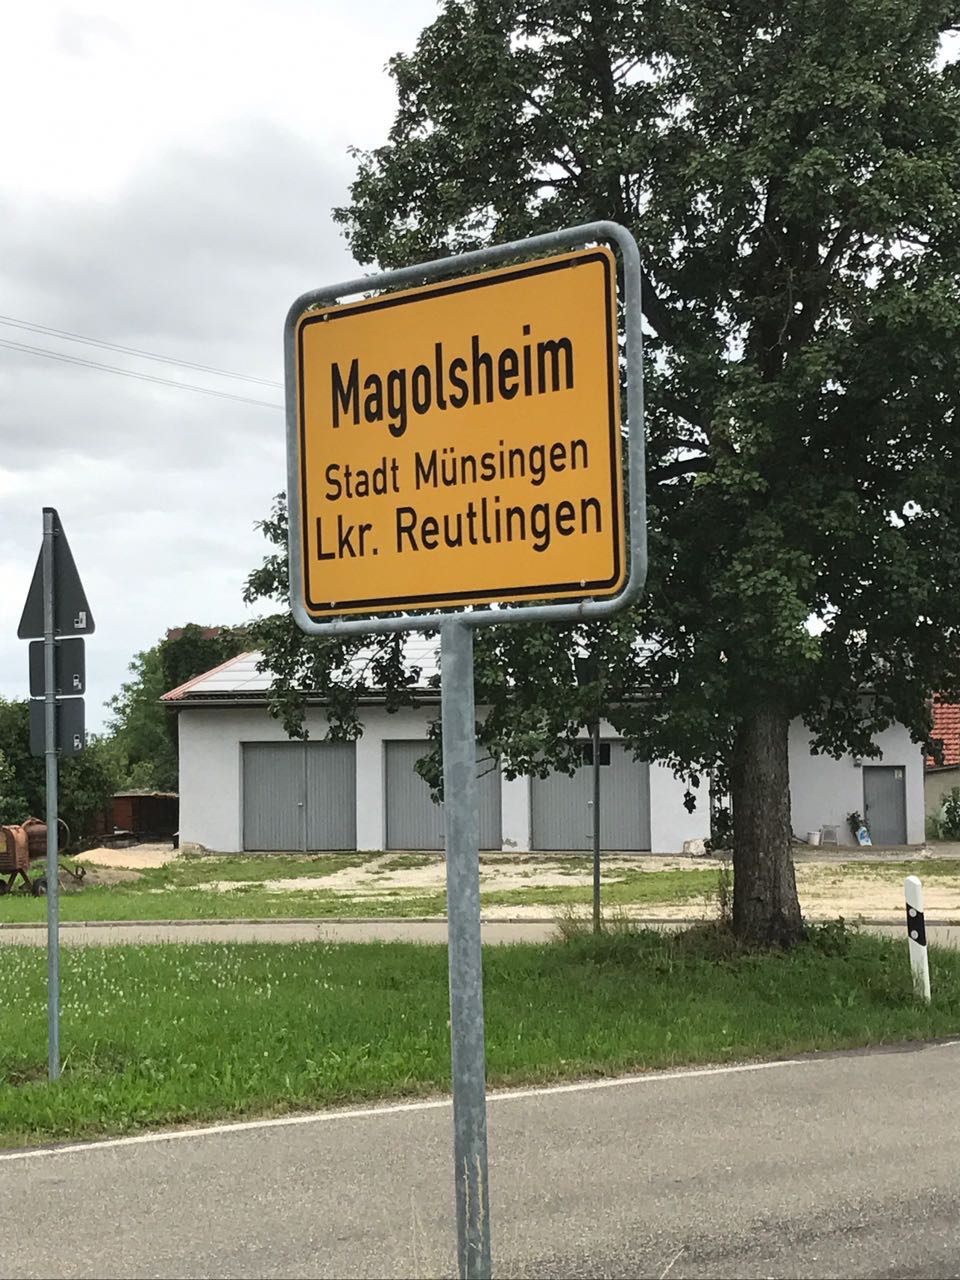 Magolsheim
Stadt Münsingen
Lkr. Reutlingen